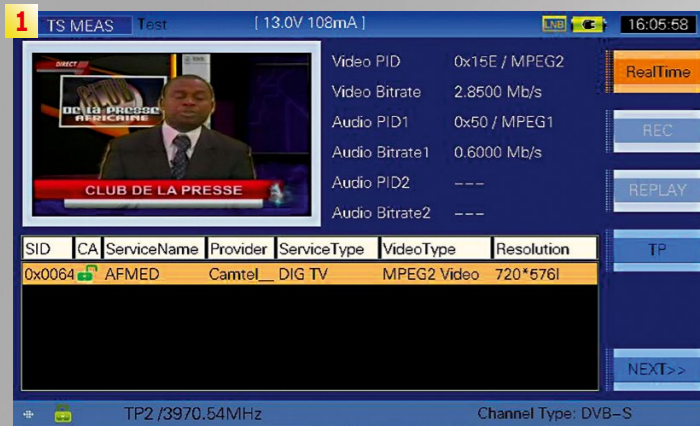 1
TS MEAS Test [ 13.0V 108mA ] LNB 16:05:58
DIRECT
CLUB
DE LA PRESSE
AFRICAINE
CLUB DE LA PRESSE
Video PID 0x15E / MPEG2
Video Bitrate 2.8500 Mb/s
Audio PID1 0x50 / MPEG1
Audio Bitrate1 0.6000 Mb/s
Audio PID2 ---
Audio Bitrate2 ---
RealTime
REC
REPLAY
TP
NEXT>>
SID CA ServiceName Provider ServiceType VideoType Resolution
0x0064 AFMED Camtel__ DIG TV MPEG2 Video 720*576I
TP2 /3970.54MHz Channel Type: DVB-S